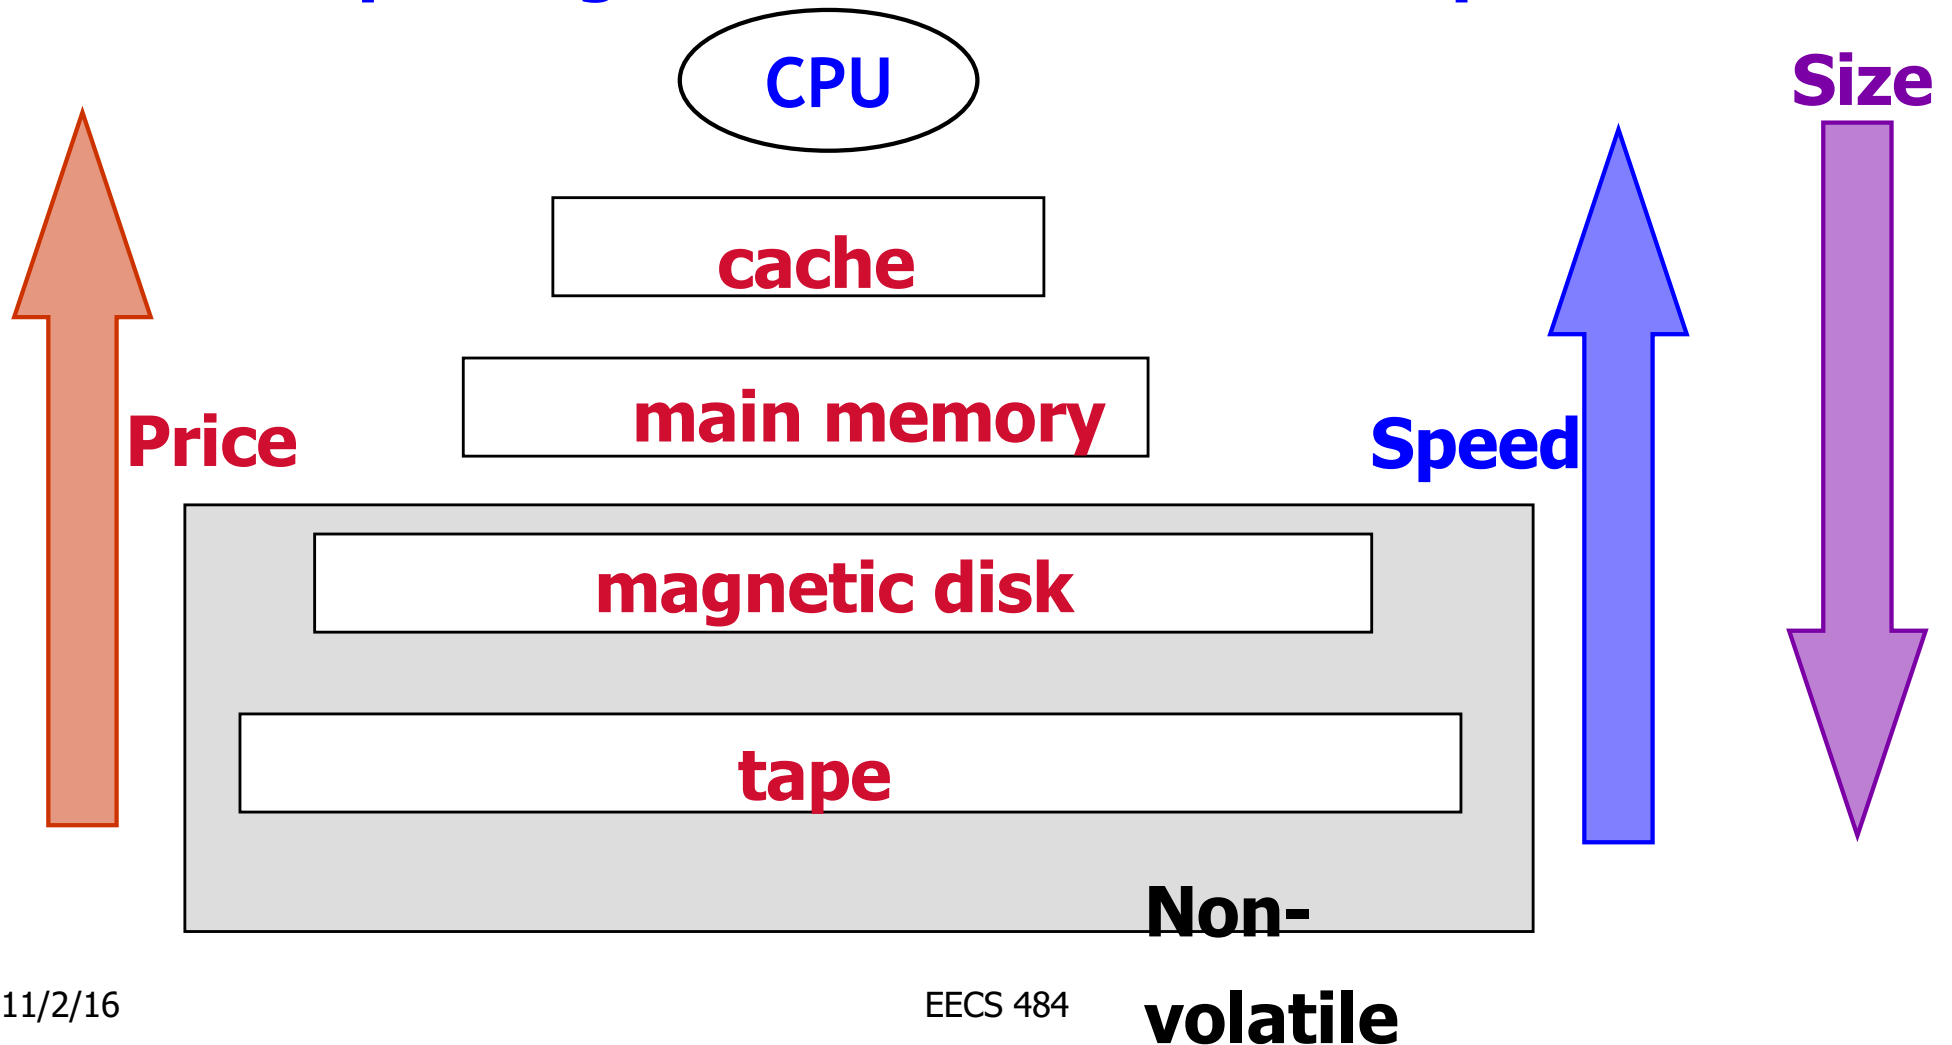 CPU
Size
cache
main memory
Price
Speed
magnetic disk
tape
Non-
volatile
11/2/16
EECS 484